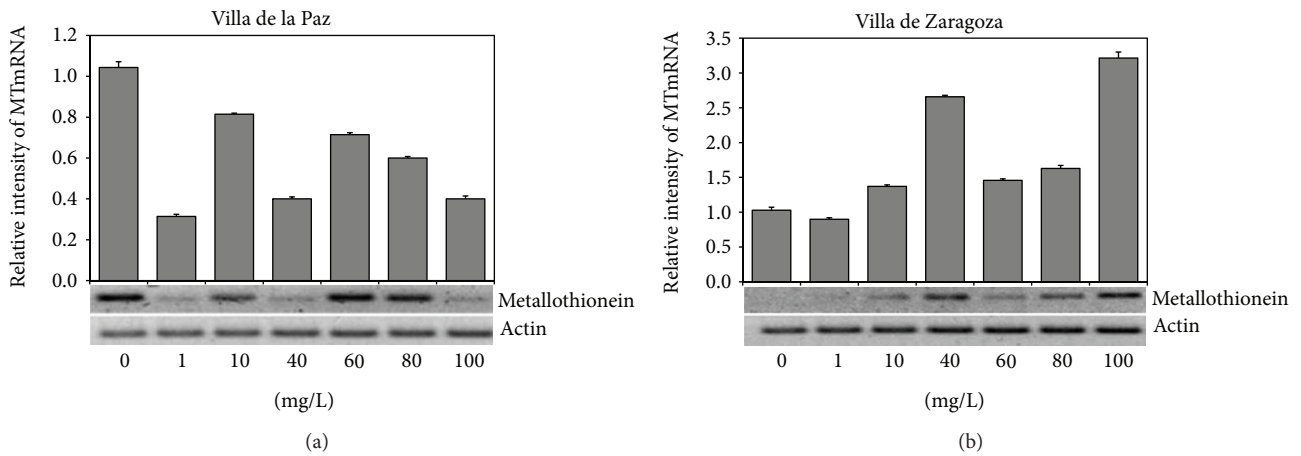 Villa de la Paz
Relative intensity of MTmRNA
1.2
1.0
0.8
0.6
0.4
0.2
0.0
Metallothionein
Actin
0 1 10 40 60 80 100
(mg/L)
(a)
Villa de Zaragoza
Relative intensity of MTmRNA
3.5
3.0
2.5
2.0
1.5
1.0
0.5
0.0
Metallothionein
Actin
0 1 10 40 60 80 100
(mg/L)
(b)